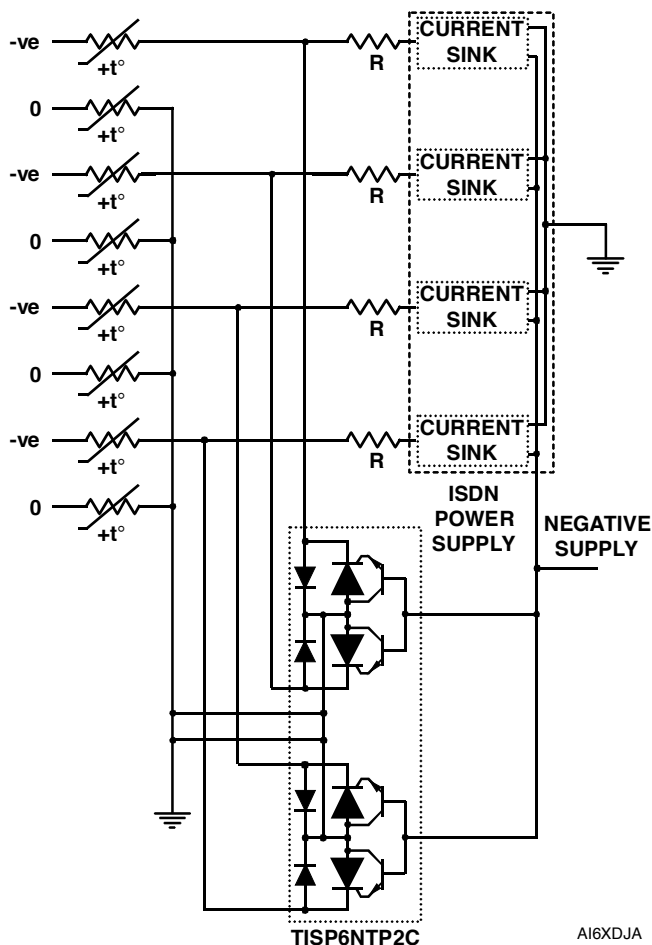 -ve
+t°
R
CURRENT
SINK
0
+t°
-ve
+t°
R
CURRENT
SINK
0
+t°
-ve
+t°
R
CURRENT
SINK
0
+t°
-ve
+t°
R
CURRENT
SINK
0
+t°
ISDN
POWER
SUPPLY
NEGATIVE
SUPPLY
TISP6NTP2C
AI6XDJA